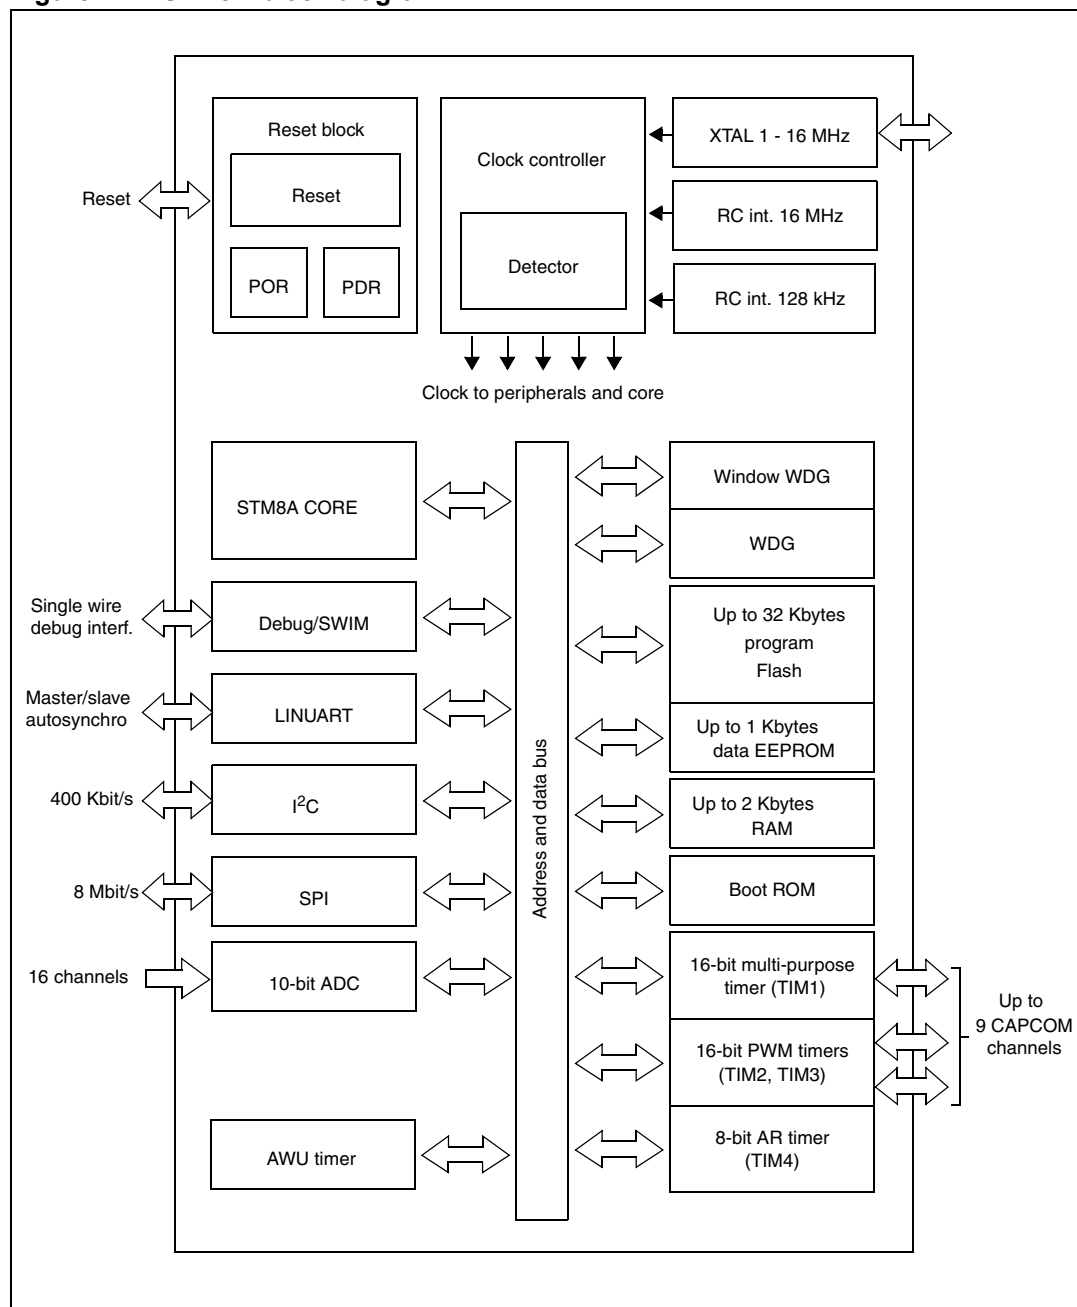 Reset block
Reset
Reset
POR
PDR
Clock controller
Detector
XTAL 1 - 16 MHz
RC int. 16 MHz
RC int. 128 kHz
Clock to peripherals and core
STM8A CORE
Single wire
debug interf.
Debug/SWIM
Master/slave
autosynchro
LINUART
400 Kbit/s
I²C
8 Mbit/s
SPI
16 channels
10-bit ADC
AWU timer
Address and data bus
Window WDG
WDG
Up to 32 Kbytes
program
Flash
Up to 1 Kbytes
data EEPROM
Up to 2 Kbytes
RAM
Boot ROM
16-bit multi-purpose
timer (TIM1)
16-bit PWM timers
(TIM2, TIM3)
8-bit AR timer
(TIM4)
Up to
9 CAPCOM
channels